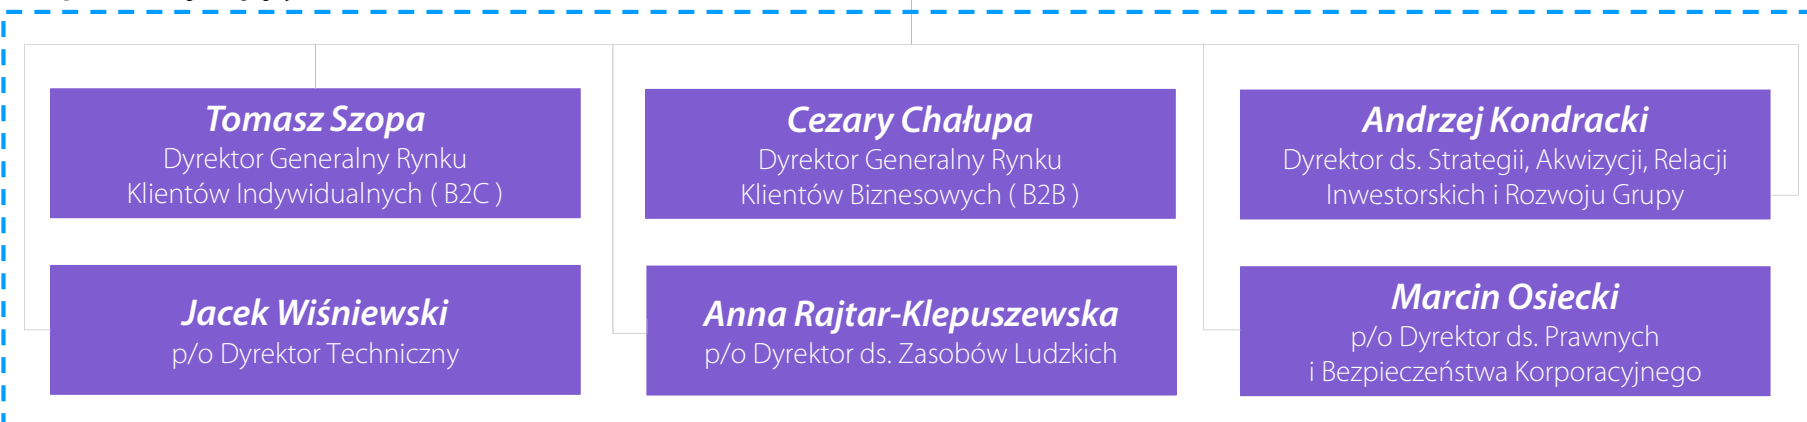 Tomasz Szopa
Dyrektor Generalny Rynku
Klientów Indywidualnych ( B2C )
Cezary Chałupa
Dyrektor Generalny Rynku
Klientów Biznesowych ( B2B )
Andrzej Kondracki
Dyrektor ds. Strategii, Akwizycji, Relacji
Inwestorskich i Rozwoju Grupy
Jacek Wiśniewski
p/o Dyrektor Techniczny
Anna Rajtar-Klepuszewska
p/o Dyrektor ds. Zasobów Ludzkich
Marcin Osiecki
p/o Dyrektor ds. Prawnych
i Bezpieczeństwa Korporacyjnego